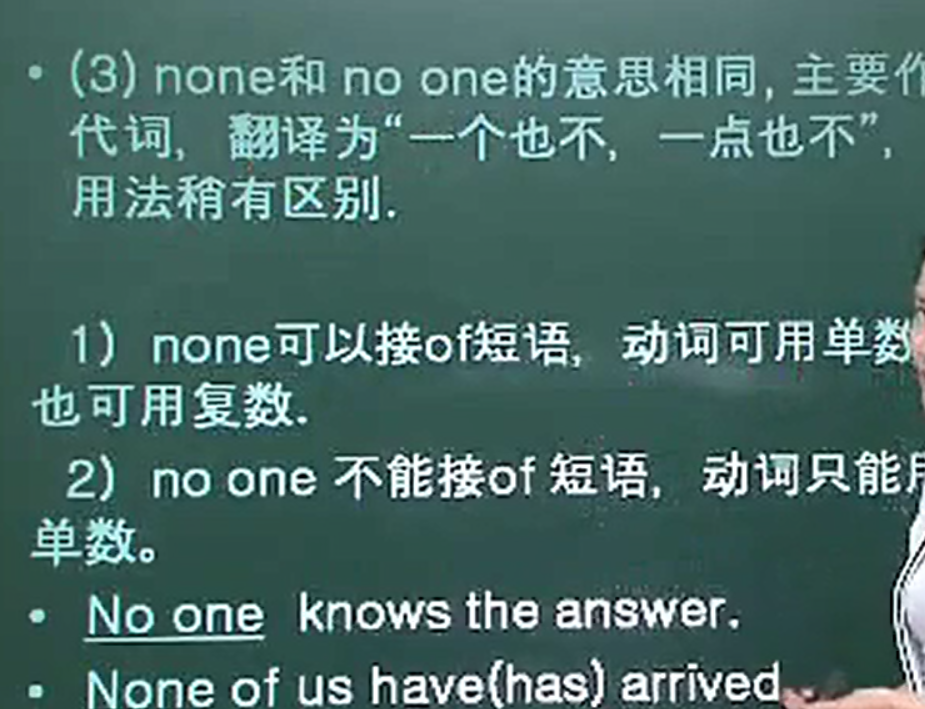 • (3) none和 no one的意思相同, 主要作
代词, 翻译为“一个也不, 一点也不”,
用法稍有区别.
1) none可以接of短语, 动词可用单数
也可用复数.
2) no one 不能接of 短语, 动词只能用
单数。
• No one knows the answer.
• None of us have(has) arrived